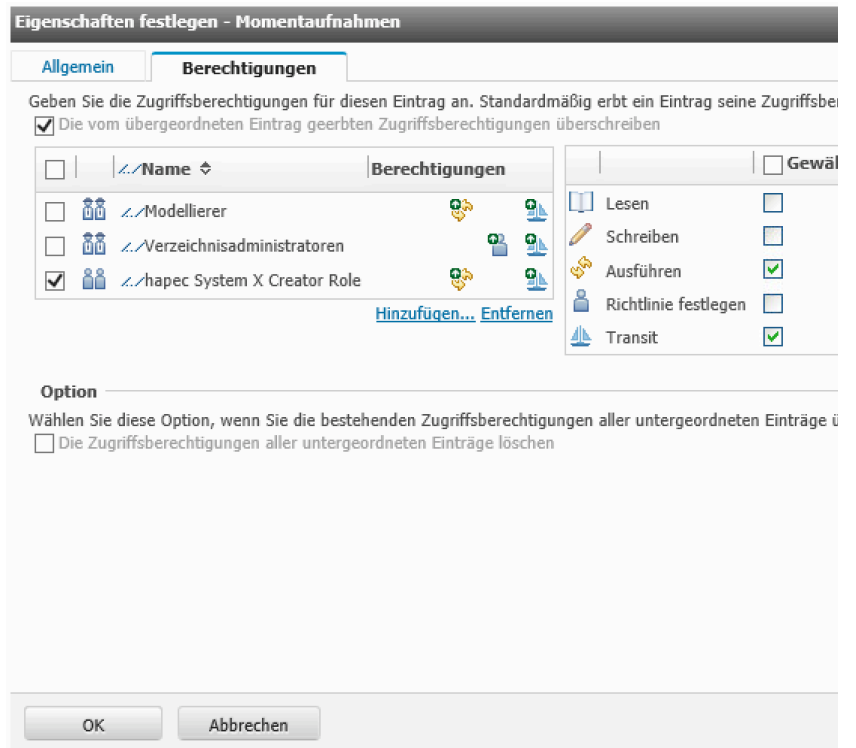 Eigenschaften festlegen - Momentaufnahmen
Allgemein Berechtigungen
Geben Sie die Zugriffsberechtigungen für diesen Eintrag an. Standardmäßig erbt ein Eintrag seine Zugriffsbe
Die vom übergeordneten Eintrag geerbten Zugriffsberechtigungen überschreiben
Name Berechtigungen
Modellierer
Verzeichnisadministratoren
hapec System X Creator Role
Hinzufügen... Entfernen
Gewäl
Lesen
Schreiben
Ausführen
Richtlinie festlegen
Transit
Option
Wählen Sie diese Option, wenn Sie die bestehenden Zugriffsberechtigungen aller untergeordneten Einträge ü
Die Zugriffsberechtigungen aller untergeordneten Einträge löschen
OK Abbrechen